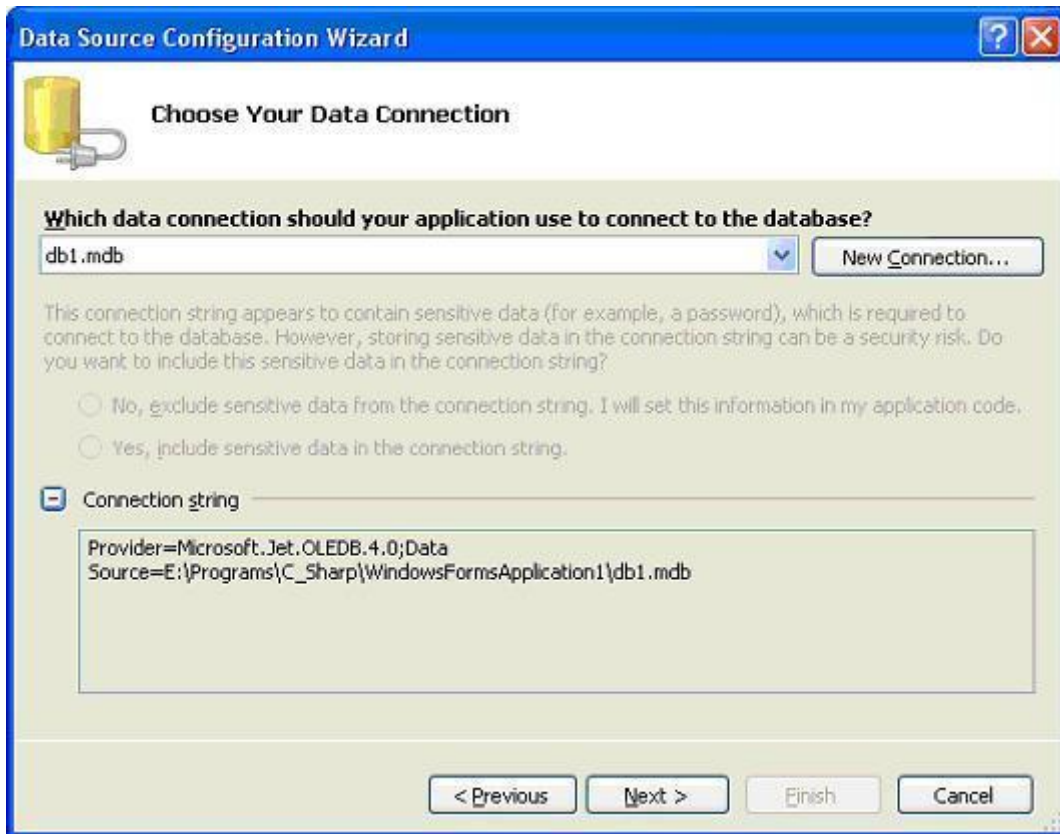 Data Source Configuration Wizard
Choose Your Data Connection
Which data connection should your application use to connect to the database?
db1.mdb
New Connection...
This connection string appears to contain sensitive data (for example, a password), which is required to
connect to the database. However, storing sensitive data in the connection string can be a security risk. Do
you want to include this sensitive data in the connection string?
No, exclude sensitive data from the connection string. I will set this information in my application code.
Yes, include sensitive data in the connection string.
Connection string
Provider=Microsoft.Jet.OLEDB.4.0;Data
Source=E:\Programs\C_Sharp\WindowsFormsApplication1\db1.mdb
< Previous
Next >
Finish
Cancel